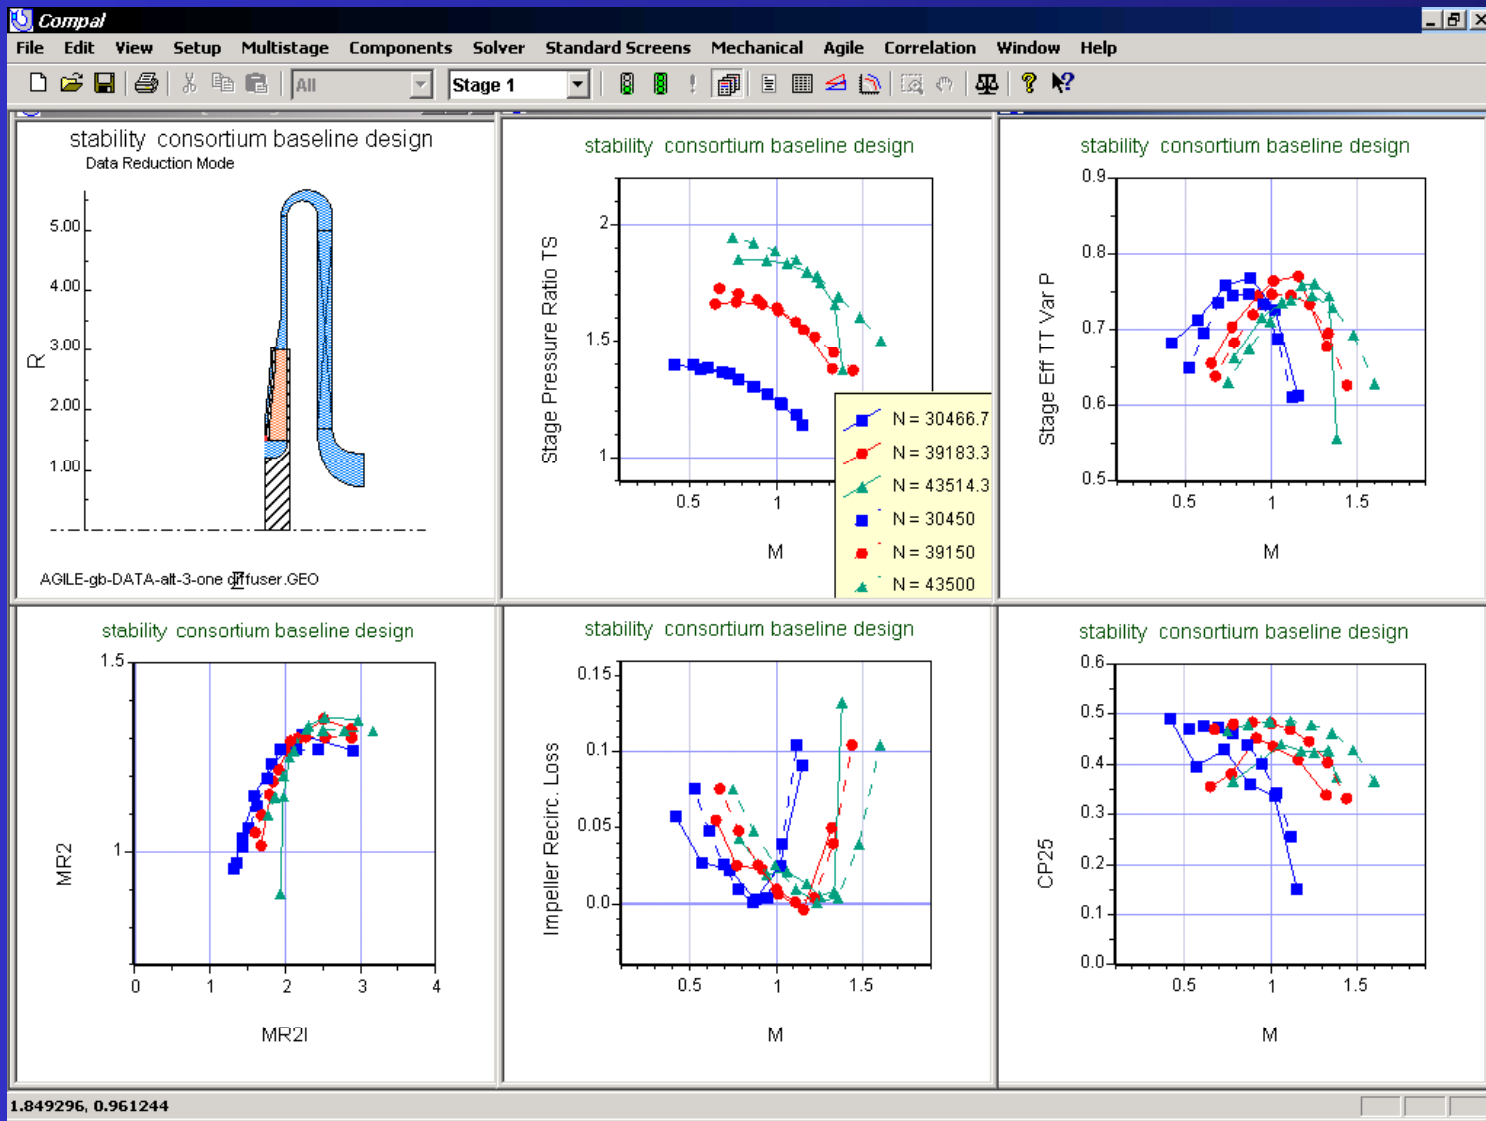 Compal
File Edit View Setup Multistage Components Solver Standard Screens Mechanical Agile Correlation Window Help
All Stage 1
stability consortium baseline design
Data Reduction Mode
5.00
4.00
3.00
2.00
1.00
R
Z
AGILE-gb-DATA-alt-3-one diffuser.GEO
stability consortium baseline design
Stage Pressure Ratio TS
2
1.5
1
0.5 1
M
N = 30466.7
N = 39183.3
N = 43514.3
N = 30450
N = 39150
N = 43500
stability consortium baseline design
Stage Eff TT Var P
0.9
0.8
0.7
0.6
0.5
0.5 1 1.5
M
stability consortium baseline design
MR2
1.5
1
0 1 2 3 4
MR2I
stability consortium baseline design
Impeller Recirc. Loss
0.15
0.1
0.05
0.0
0.5 1 1.5
M
stability consortium baseline design
CP25
0.6
0.5
0.4
0.3
0.2
0.1
0.0
0.5 1 1.5
M
1.849296, 0.961244